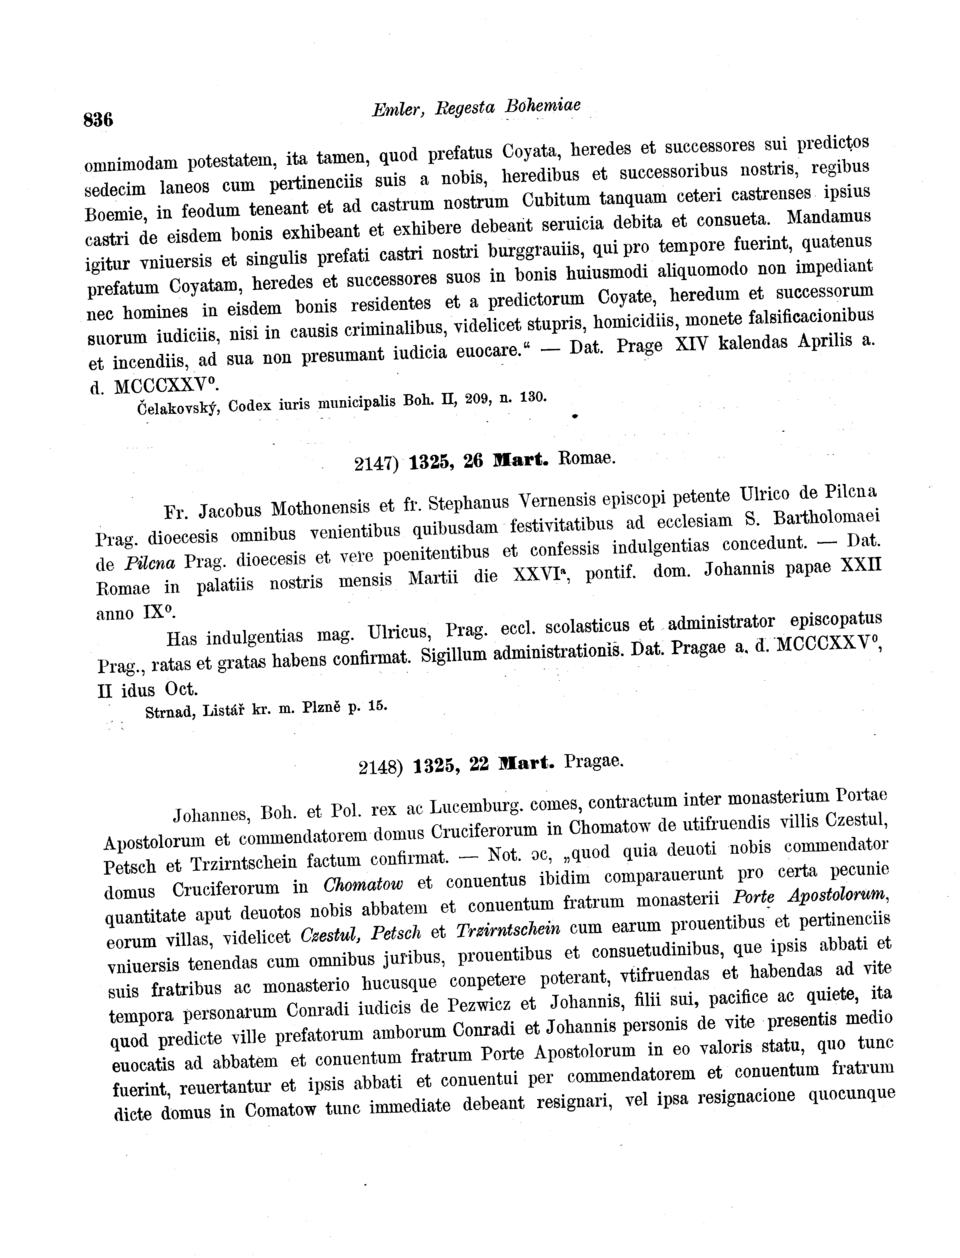 836
Emler, Regesta Bohemiae
omnimodam potestatem, ita tamen, quod prefatus Coyata, heredes et successores sui predictos
sedecim laneos cum pertinenciis suis a nobis, heredibus et successoribus nostris, regibus
Boemie, in feodum teneant et ad castrum nostrum Cubitum tanquam ceteri castrenses ipsius
castri de eisdem bonis exhibeant et exhibere debeant seruicia debita et consueta. Mandamus
igitur vniuersis et singulis prefati castri nostri burggrauiis, qui pro tempore fuerint, quatenus
prefatum Coyatam, heredes et successores suos in bonis huiusmodi aliquomodo non impediant
nec homines in eisdem bonis residentes et a predictorum Coyate, heredum et successorum
suorum iudiciis, nisi in causis criminalibus, videlicet stupris, homicidiis, monete falsificacionibus
et incendiis, ad sua non presumant iudicia euocare.“ — Dat. Prage XIV kalendas Aprilis a.
d. MCCCXXV⁰.
Čelakovský, Codex iuris municipalis Boh. II, 209, n. 130.
2147) 1325, 26 Mart. Romae.
Fr. Jacobus Mothonensis et fr. Stephanus Vernensis episcopi petente Ulrico de Pilcna
Prag. dioecesis omnibus venientibus quibusdam festivitatibus ad ecclesiam S. Bartholomaei
de Pilcna Prag. dioecesis et vere poenitentibus et confessis indulgentias concedunt. — Dat.
Romae in palatiis nostris mensis Martii die XXVIª, pontif. dom. Johannis papae XXII
anno IX⁰.
Has indulgentias mag. Ulricus, Prag. eccl. scolasticus et administrator episcopatus
Prag., ratas et gratas habens confirmat. Sigillum administrationis. Dat. Pragae a. d. MCCCXXV⁰,
II idus Oct.
Strnad, Listář kr. m. Plzně p. 15.
2148) 1325, 22 Mart. Pragae.
Johannes, Boh. et Pol. rex ac Lucemburg. comes, contractum inter monasterium Portae
Apostolorum et commendatorem domus Cruciferorum in Chomatow de utifruendis villis Czestul,
Petsch et Trzirntschein factum confirmat. — Not. ɔc, „quod quia deuoti nobis commendator
domus Cruciferorum in Chomatow et conuentus ibidim comparauerunt pro certa pecunie
quantitate aput deuotos nobis abbatem et conuentum fratrum monasterii Porte Apostolorum,
eorum villas, videlicet Czestul, Petsch et Trzirntschein cum earum prouentibus et pertinenciis
vniuersis tenendas cum omnibus juribus, prouentibus et consuetudinibus, que ipsis abbati et
suis fratribus ac monasterio hucusque conpetere poterant, vtifruendas et habendas ad vite
tempora personarum Conradi iudicis de Pezwicz et Johannis, filii sui, pacifice ac quiete, ita
quod predicte ville prefatorum amborum Conradi et Johannis personis de vite presentis medio
euocatis ad abbatem et conuentum fratrum Porte Apostolorum in eo valoris statu, quo tunc
fuerint, reuertantur et ipsis abbati et conuentui per commendatorem et conuentum fratrum
dicte domus in Comatow tunc immediate debeant resignari, vel ipsa resignacione quocunque